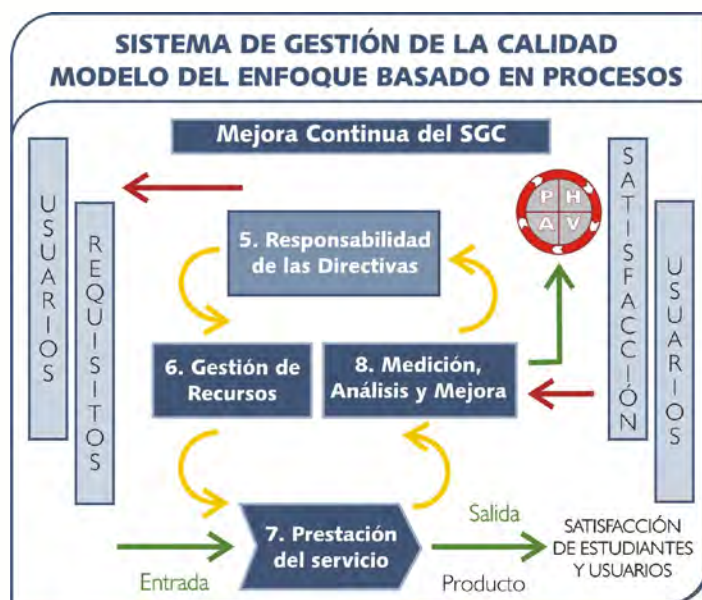 SISTEMA DE GESTIÓN DE LA CALIDAD
MODELO DEL ENFOQUE BASADO EN PROCESOS
Mejora Continua del SGC
USUARIOS
REQUISITOS
P H
A V
SATISFACCIÓN
USUARIOS
5. Responsabilidad
de las Directivas
6. Gestión de
Recursos
8. Medición,
Análisis y Mejora
7. Prestación
del servicio
Entrada
Salida
Producto
SATISFACCIÓN
DE ESTUDIANTES
Y USUARIOS